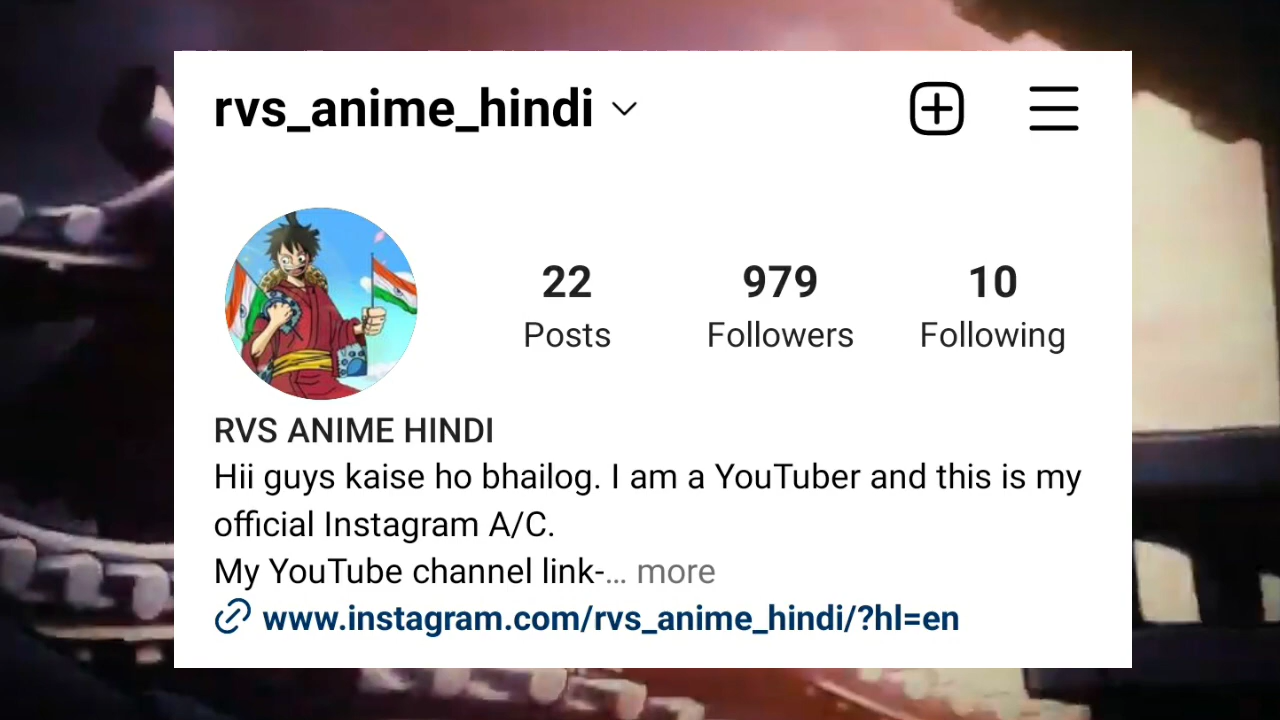 rvs_anime_hindi
22 979 10
Posts Followers Following
RVS ANIME HINDI
Hii guys kaise ho bhailog. I am a YouTuber and this is my
official Instagram A/C.
My YouTube channel link-... more
www.instagram.com/rvs_anime_hindi/?hl=en